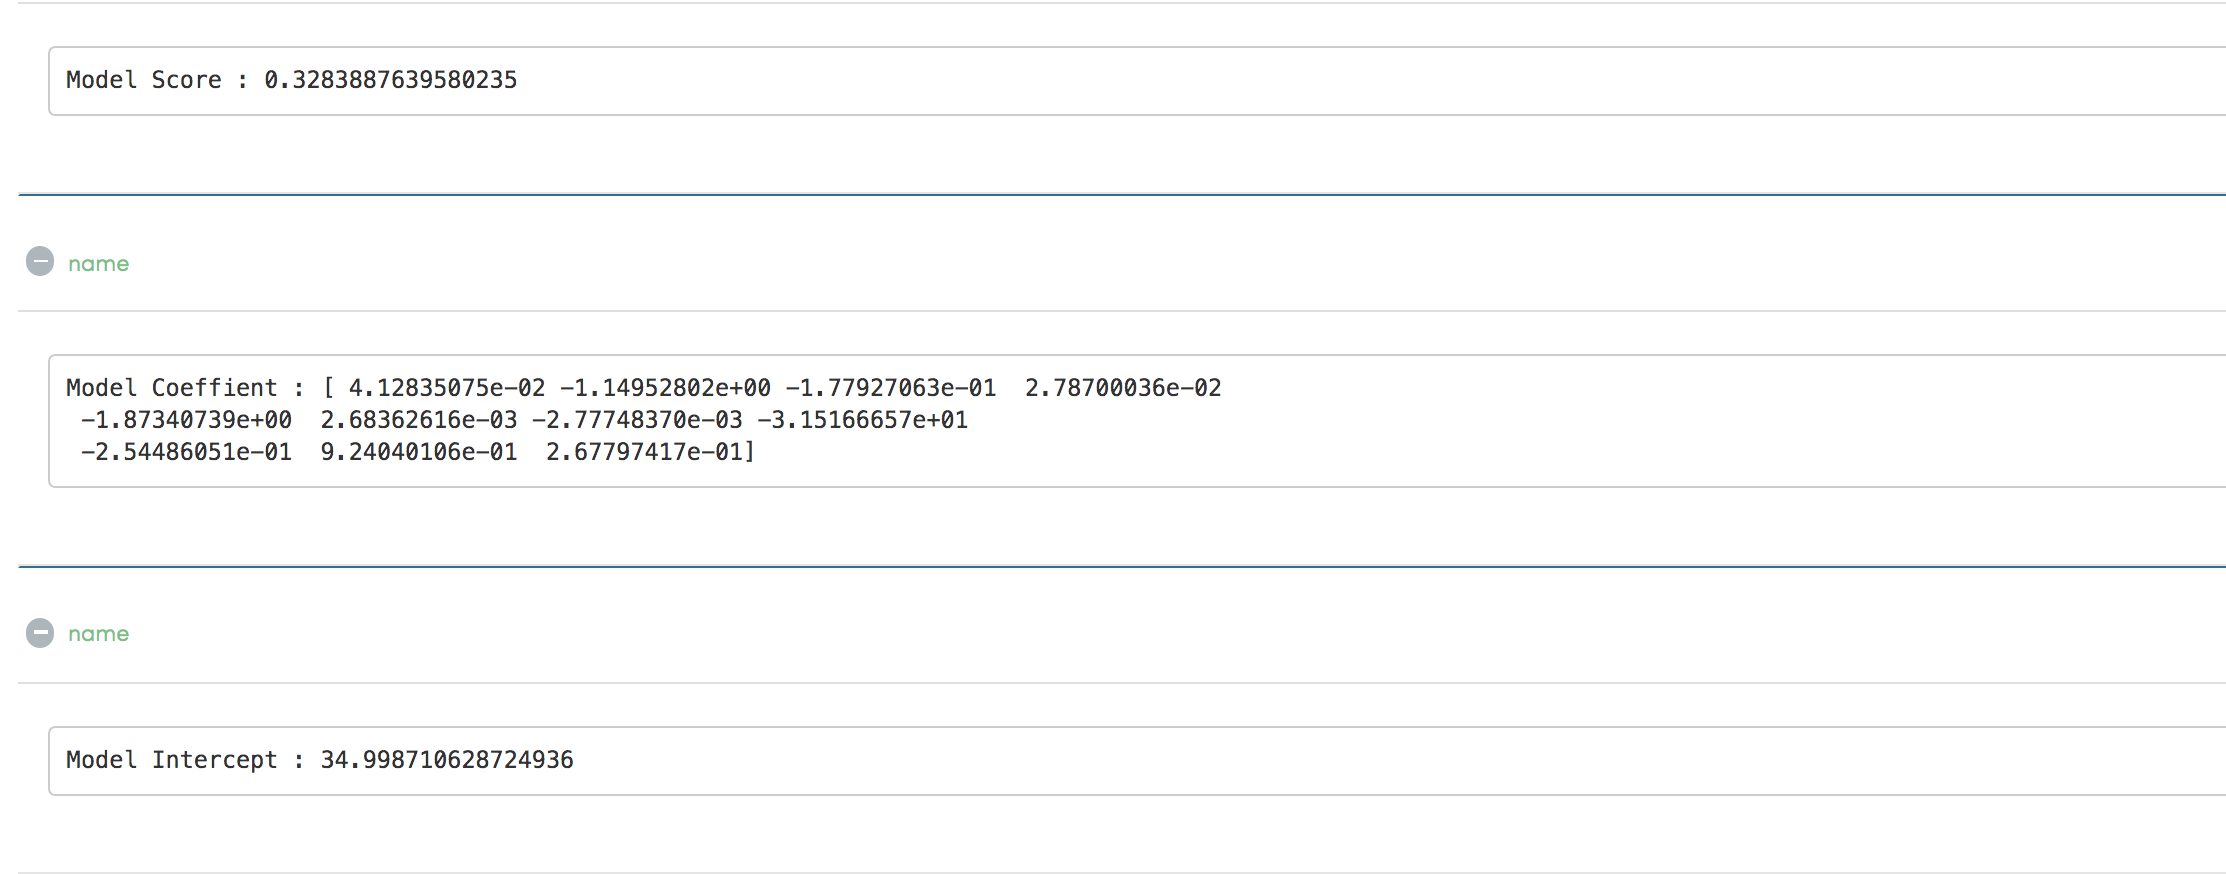 Model Score : 0.3283887639580235
name
Model Coeffient : [ 4.12835075e-02 -1.14952802e+00 -1.77927063e-01  2.78700036e-02
-1.87340739e+00  2.68362616e-03 -2.77748370e-03 -3.15166657e+01
-2.54486051e-01  9.24040106e-01  2.67797417e-01]
name
Model Intercept : 34.998710628724936